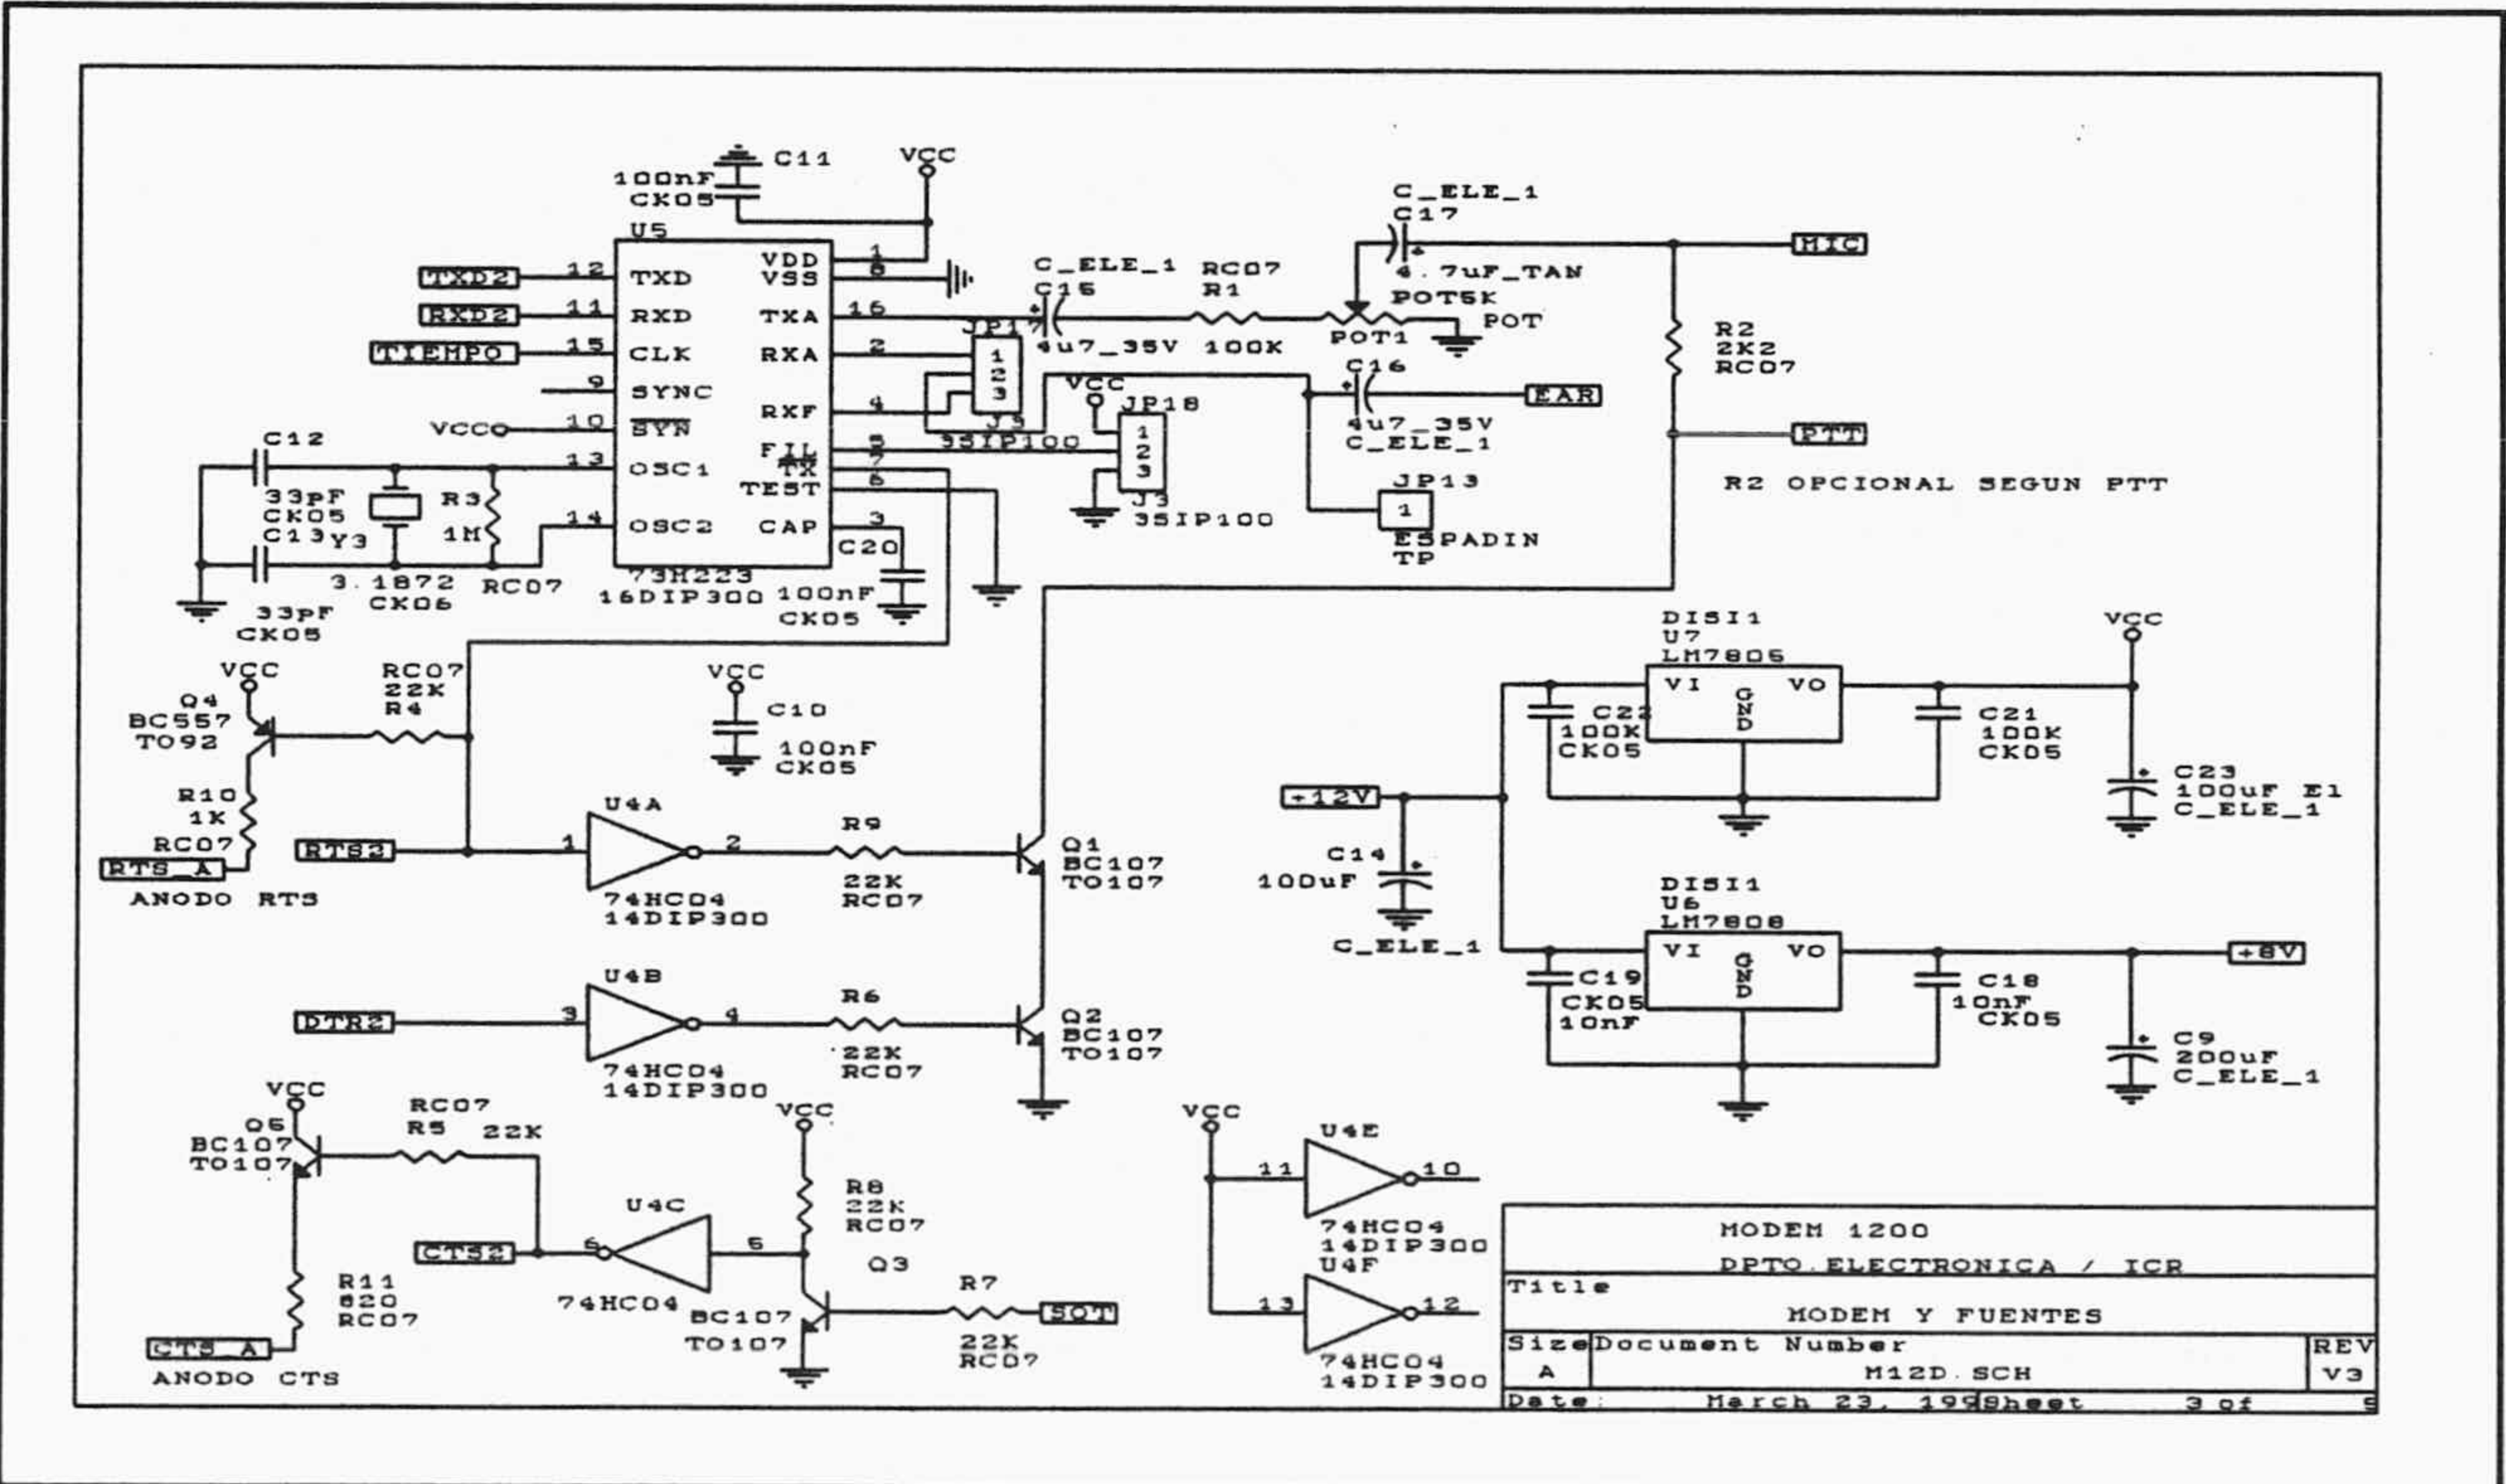 C11
100nF
CK05
VCC
U5
TXD2 12 TXD
RXD2 11 RXD
TIEMPO 15 CLK
9 SYNC
VCC 10 SYN
13 OSC1
14 OSC2
VDD 1
VSS 8
TXA 16
RXA 2
RXF 4
FIL
TX 7
TEST 6
CAP 3
73M223
16DIP300
C12
33pF
CK05
C13
Y3
3.1872
CK06
R3
1M
RC07
33pF
CK05
C20
100nF
CK05
C_ELE_1
C15
4u7_35V
RC07
R1
100K
JP17
1
2
3
J5
3SIP100
VCC
JP18
1
2
3
J3
3SIP100
C_ELE_1
C17
4.7uF_TAN
POT5K
POT
POT1
C16
4u7_35V
C_ELE_1
EAR
JP13
1
ESPADIN
TP
MIC
R2
2K2
RC07
PTT
R2 OPCIONAL SEGUN PTT
VCC
Q4
BC557
TO92
RC07
22K
R4
R10
1K
RC07
RTS_A
ANODO RTS
VCC
C10
100nF
CK05
RTS2
U4A
1
2
74HC04
14DIP300
R9
22K
RC07
Q1
BC107
TO107
DTR2
U4B
3
4
74HC04
14DIP300
R6
22K
RC07
Q2
BC107
TO107
DISI1
U7
LM7805
VI
VO
GND
VCC
C22
100K
CK05
C21
100K
CK05
C23
100uF El
C_ELE_1
+12V
C14
100uF
C_ELE_1
DISI1
U6
LM7808
VI
VO
GND
C19
CK05
10nF
C18
10nF
CK05
+8V
C9
200uF
C_ELE_1
VCC
BC107
TO107
RC07
R5 22K
R11
820
RC07
CTS_A
ANODO CTS
CTS2
U4C
6
5
74HC04
VCC
R8
22K
RC07
Q3
BC107
TO107
R7
22K
RC07
SOT
VCC
U4E
11
10
74HC04
14DIP300
U4F
13
12
74HC04
14DIP300
MODEM 1200
DPTO.ELECTRONICA / ICR
Title
MODEM Y FUENTES
Size Document Number REV
A M12D.SCH V3
Date: March 23, Sheet 3 of